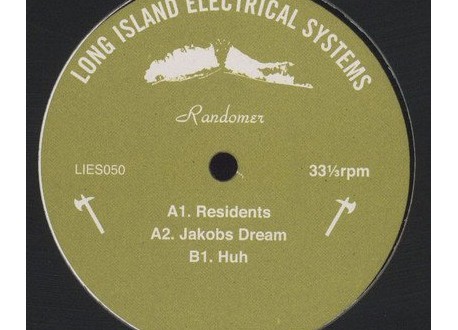 LONG ISLAND ELECTRICAL SYSTEMS
Randomer
LIES050
33⅓rpm
A1. Residents
A2. Jakobs Dream
B1. Huh